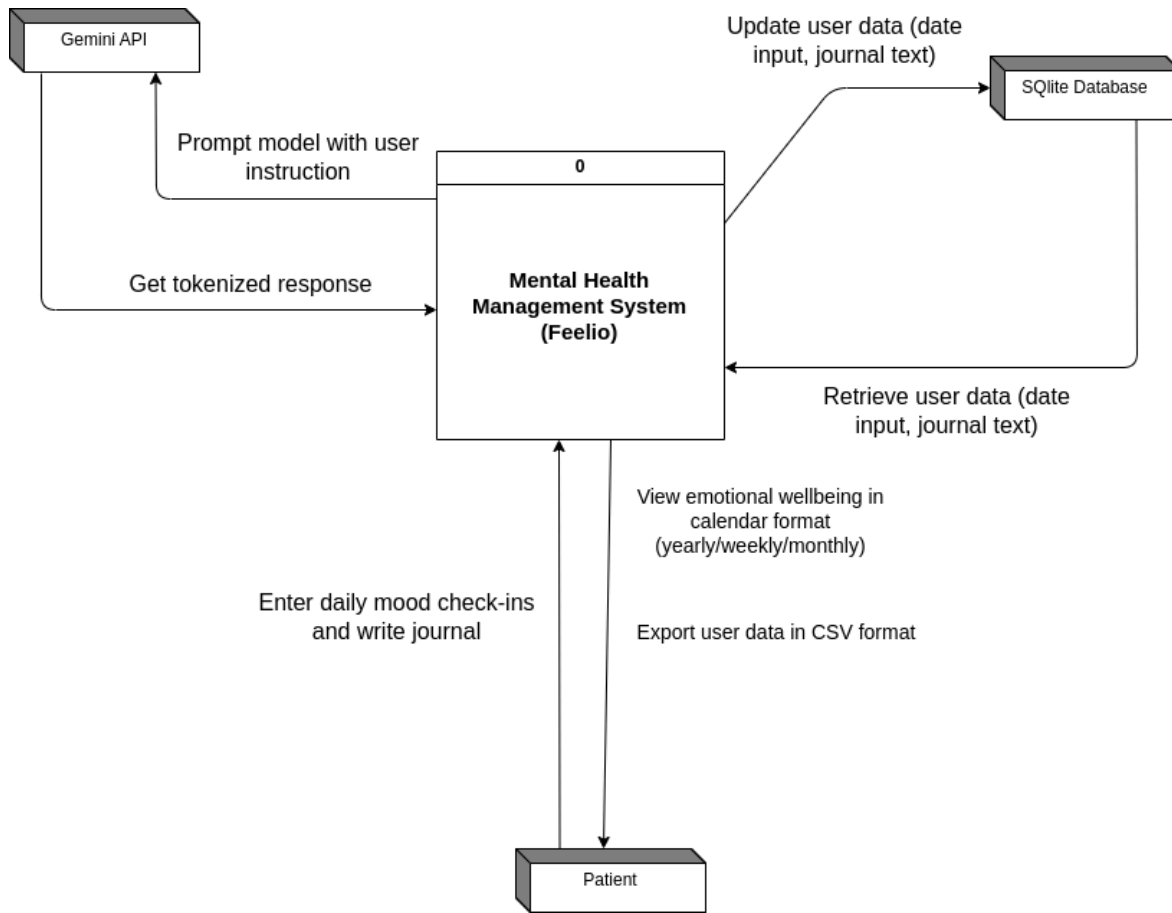 Gemini API
Update user data (date
input, journal text)
SQlite Database
Prompt model with user
instruction
0
Mental Health
Management System
(Feelio)
Get tokenized response
Retrieve user data (date
input, journal text)
View emotional wellbeing in
calendar format
(yearly/weekly/monthly)
Enter daily mood check-ins
and write journal
Export user data in CSV format
Patient